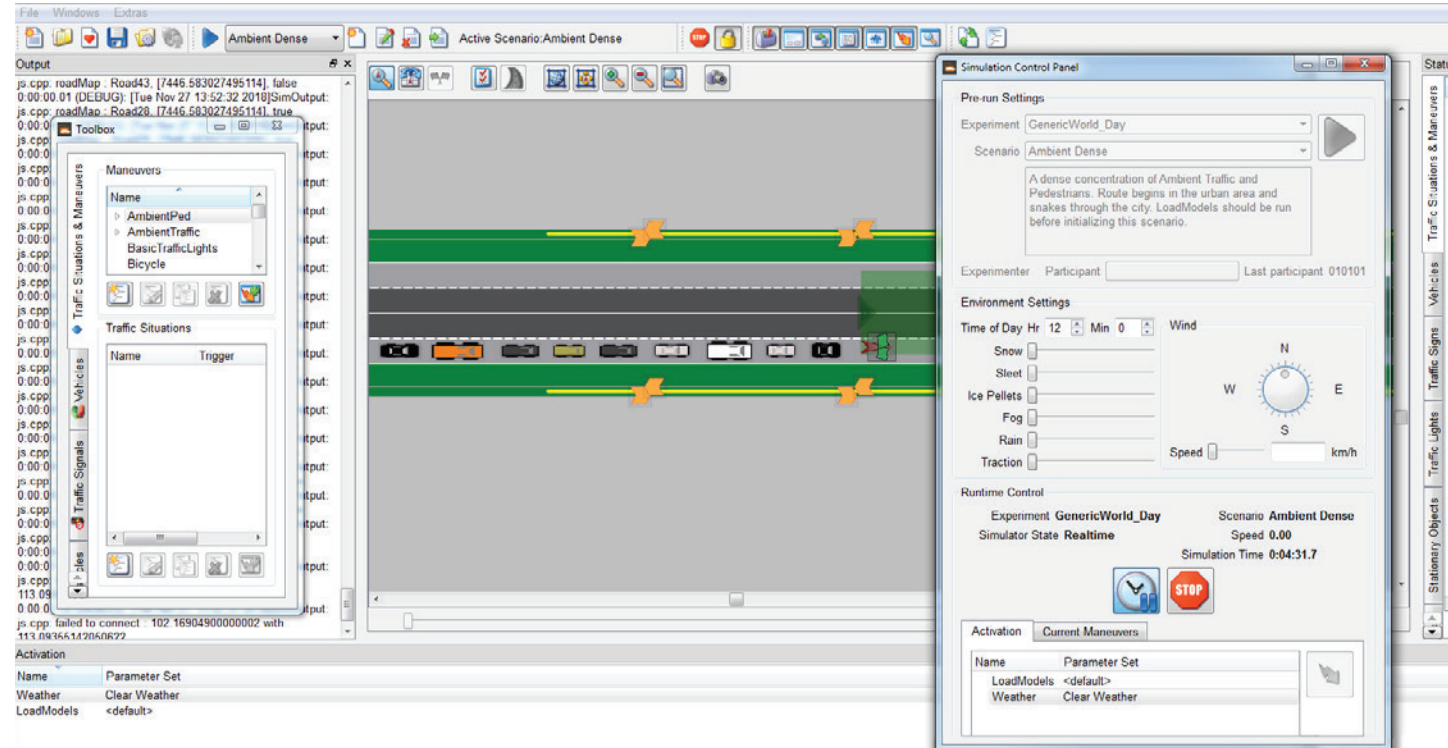 File Windows Extras
Ambient Dense
Active Scenario:Ambient Dense
STOP
Output
js.cpp: roadMap : Road43, [7446.583027495114], false
0:00:00.01 (DEBUG): [Tue Nov 27 13:52:32 2018]SimOutput:
js.cpp: roadMap : Road28, [7446.583027495114], true
Toolbox
Maneuvers
Name
AmbientPed
AmbientTraffic
BasicTrafficLights
Bicycle
Traffic Situations
Name Trigger
Traffic Situations & Maneuvers
Vehicles
Traffic Signals
js.cpp: failed to connect : 102.16904900000002 with
113.09355142050622
Activation
Name Parameter Set
Weather Clear Weather
LoadModels <default>
Simulation Control Panel
Pre-run Settings
Experiment GenericWorld_Day
Scenario Ambient Dense
A dense concentration of Ambient Traffic and
Pedestrians. Route begins in the urban area and
snakes through the city. LoadModels should be run
before initializing this scenario.
Experimenter Participant Last participant 010101
Environment Settings
Time of Day Hr 12 Min 0
Snow
Sleet
Ice Pellets
Fog
Rain
Traction
Wind
N
W E
S
Speed km/h
Runtime Control
Experiment GenericWorld_Day Scenario Ambient Dense
Simulator State Realtime Speed 0.00
Simulation Time 0:04:31.7
STOP
Activation Current Maneuvers
Name Parameter Set
LoadModels <default>
Weather Clear Weather
Traffic Situations & Maneuvers
Vehicles
Traffic Signs
Traffic Lights
Stationary Objects